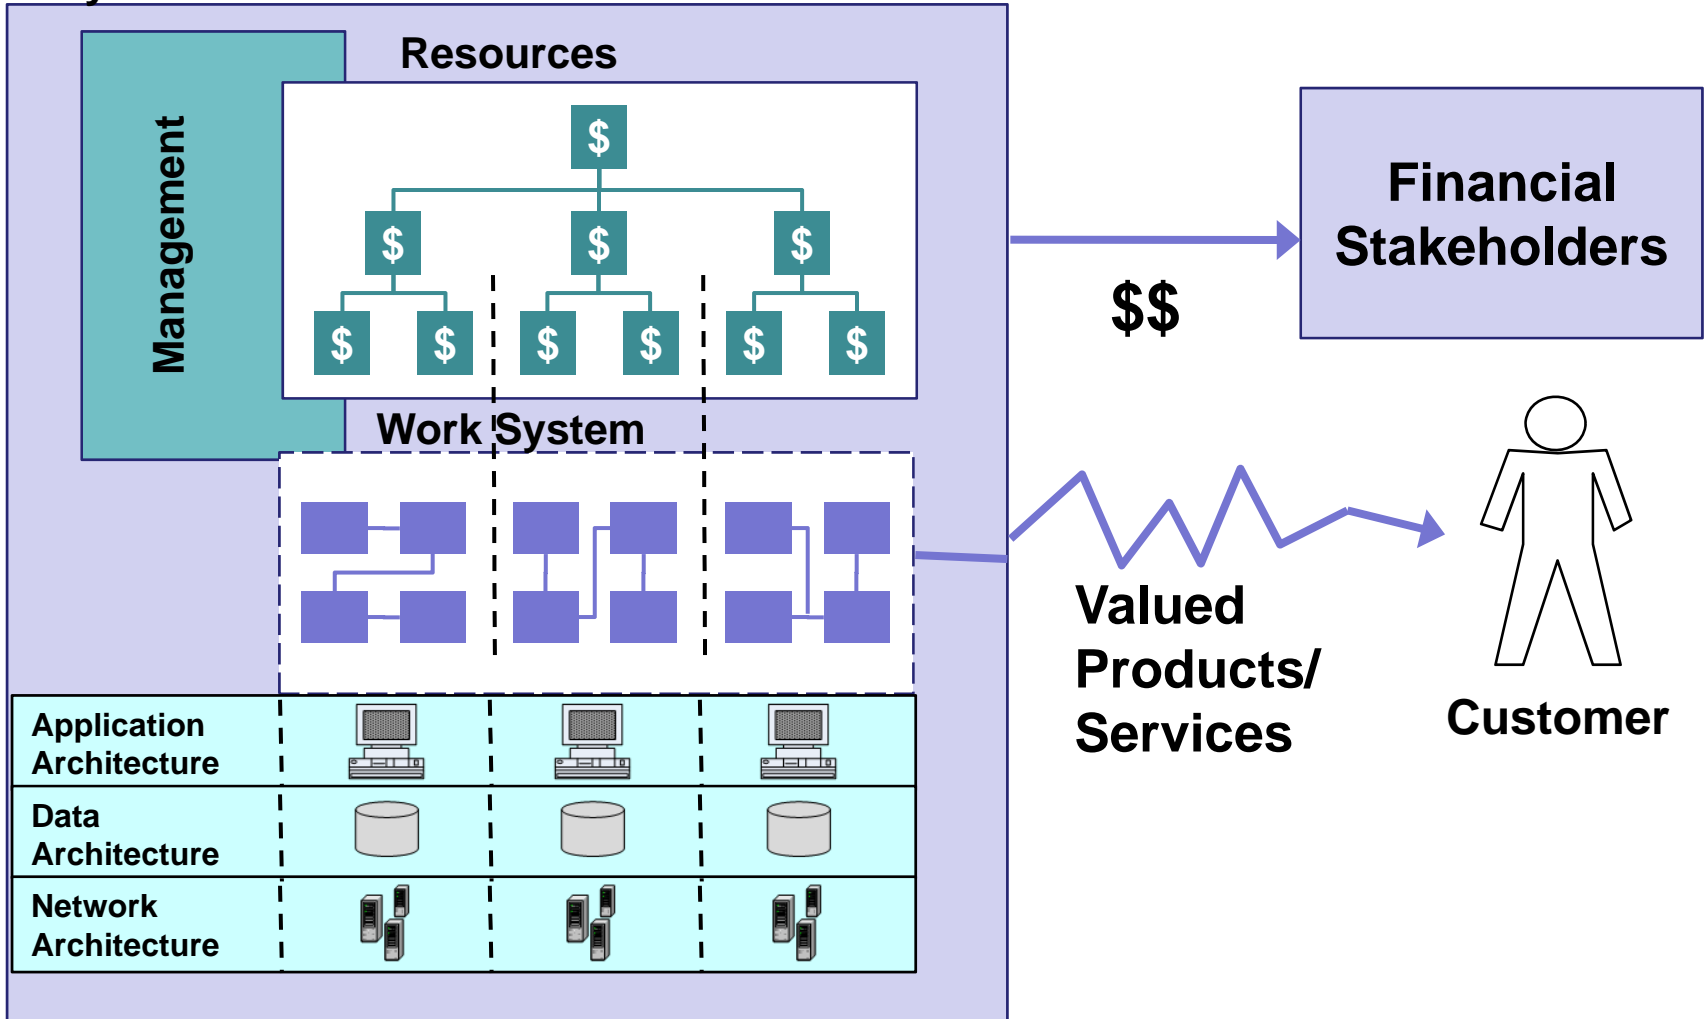 Resources
Management
$
$ $ $
$ $ $ $ $ $
Work System
Application
Architecture
Data
Architecture
Network
Architecture
$$
Financial
Stakeholders
Valued
Products/
Services
Customer